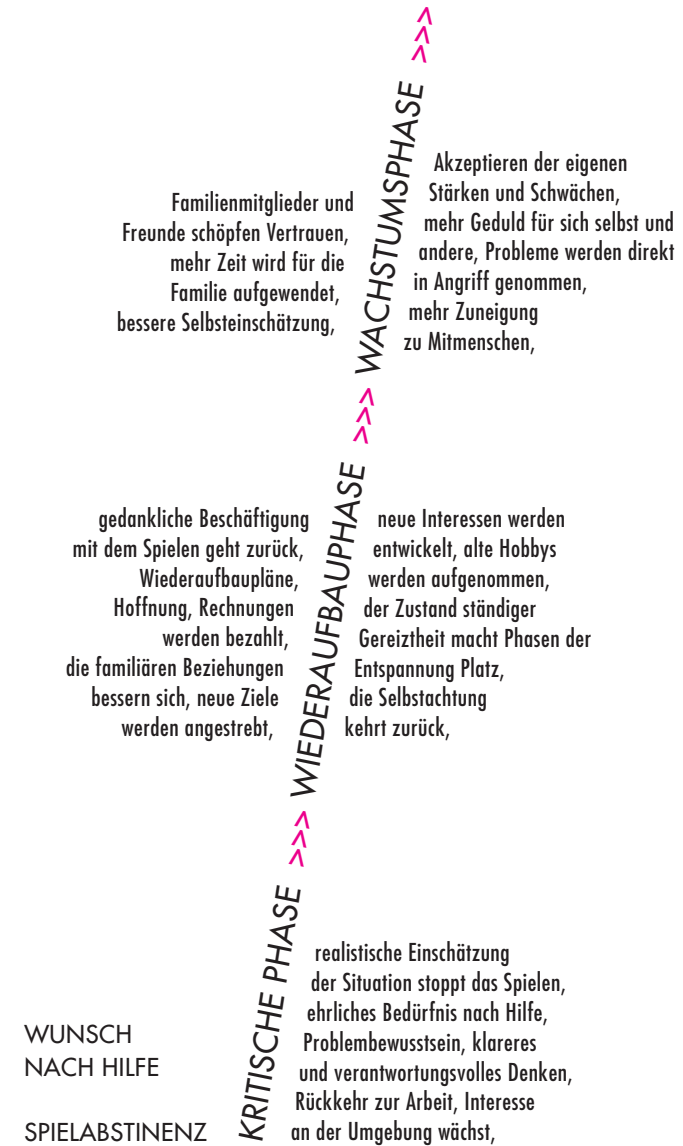 WACHSTUMSPHASE
Familienmitglieder und
Freunde schöpfen Vertrauen,
mehr Zeit wird für die
Familie aufgewendet,
bessere Selbsteinschätzung,
Akzeptieren der eigenen
Stärken und Schwächen,
mehr Geduld für sich selbst und
andere, Probleme werden direkt
in Angriff genommen,
mehr Zuneigung
zu Mitmenschen,
WIEDERAUFBAUPHASE
gedankliche Beschäftigung
mit dem Spielen geht zurück,
Wiederaufbaupläne,
Hoffnung, Rechnungen
werden bezahlt,
die familiären Beziehungen
bessern sich, neue Ziele
werden angestrebt,
neue Interessen werden
entwickelt, alte Hobbys
werden aufgenommen,
der Zustand ständiger
Gereiztheit macht Phasen der
Entspannung Platz,
die Selbstachtung
kehrt zurück,
KRITISCHE PHASE
realistische Einschätzung
der Situation stoppt das Spielen,
ehrliches Bedürfnis nach Hilfe,
Problembewusstsein, klareres
und verantwortungsvolles Denken,
Rückkehr zur Arbeit, Interesse
an der Umgebung wächst,
WUNSCH
NACH HILFE
SPIELABSTINENZ